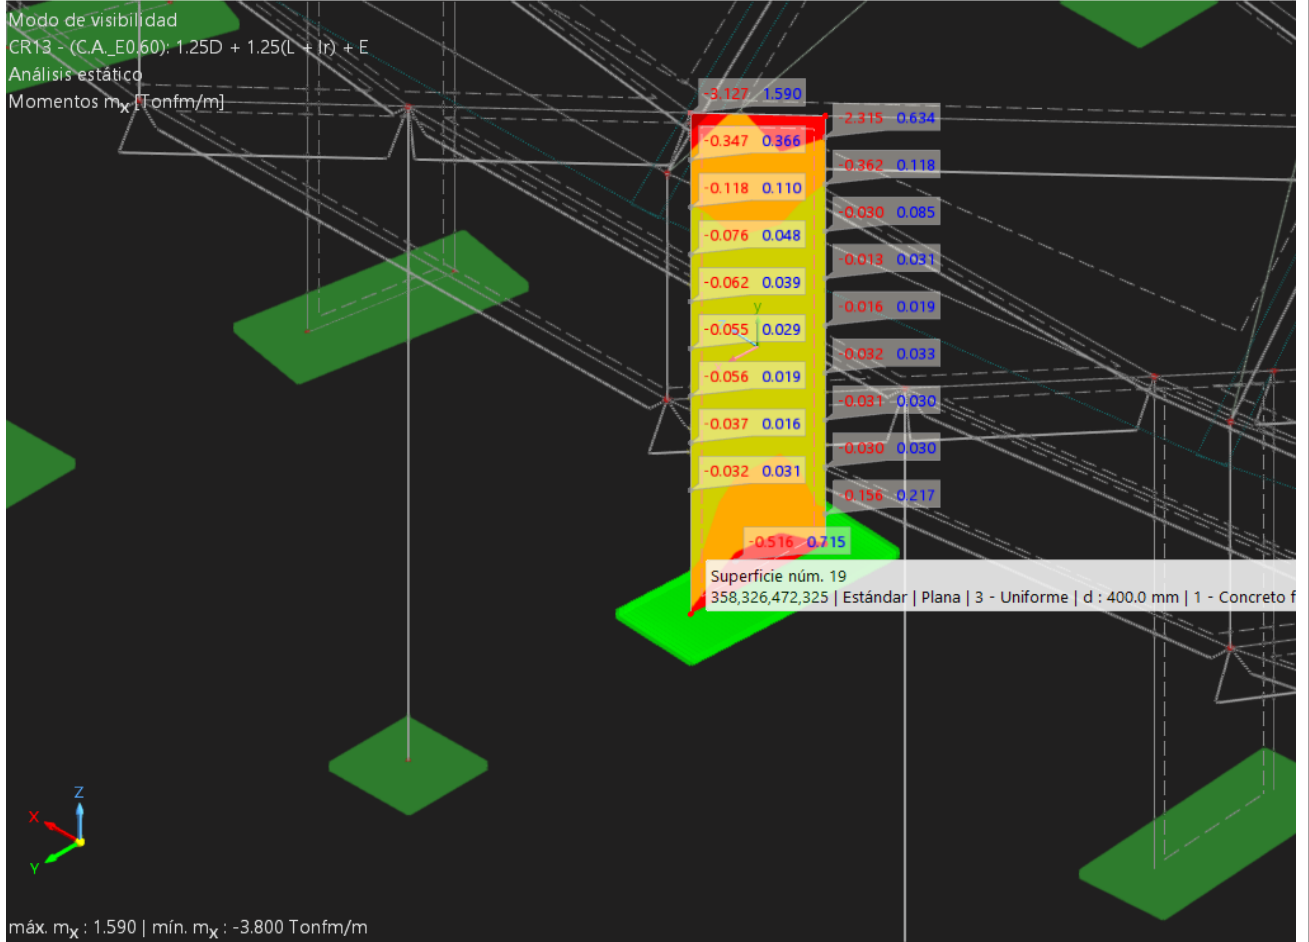 Modo de visibilidad
CR13 - (C.A._E0.60): 1.25D + 1.25(L + lr) + E
Análisis estático
Momentos mx [Tonfm/m]
-3.127 1.590
-2.315 0.634
-0.347 0.366
-0.362 0.118
-0.118 0.110
-0.030 0.085
-0.076 0.048
-0.013 0.031
-0.062 0.039
-0.016 0.019
y
-0.055 0.029
-0.032 0.033
-0.056 0.019
-0.031 0.030
-0.037 0.016
-0.030 0.030
-0.032 0.031
-0.156 0.217
-0.516 0.715
Superficie núm. 19
358,326,472,325 | Estándar | Plana | 3 - Uniforme | d : 400.0 mm | 1 - Concreto f
Z
X
Y
máx. mx : 1.590 | mín. mx : -3.800 Tonfm/m